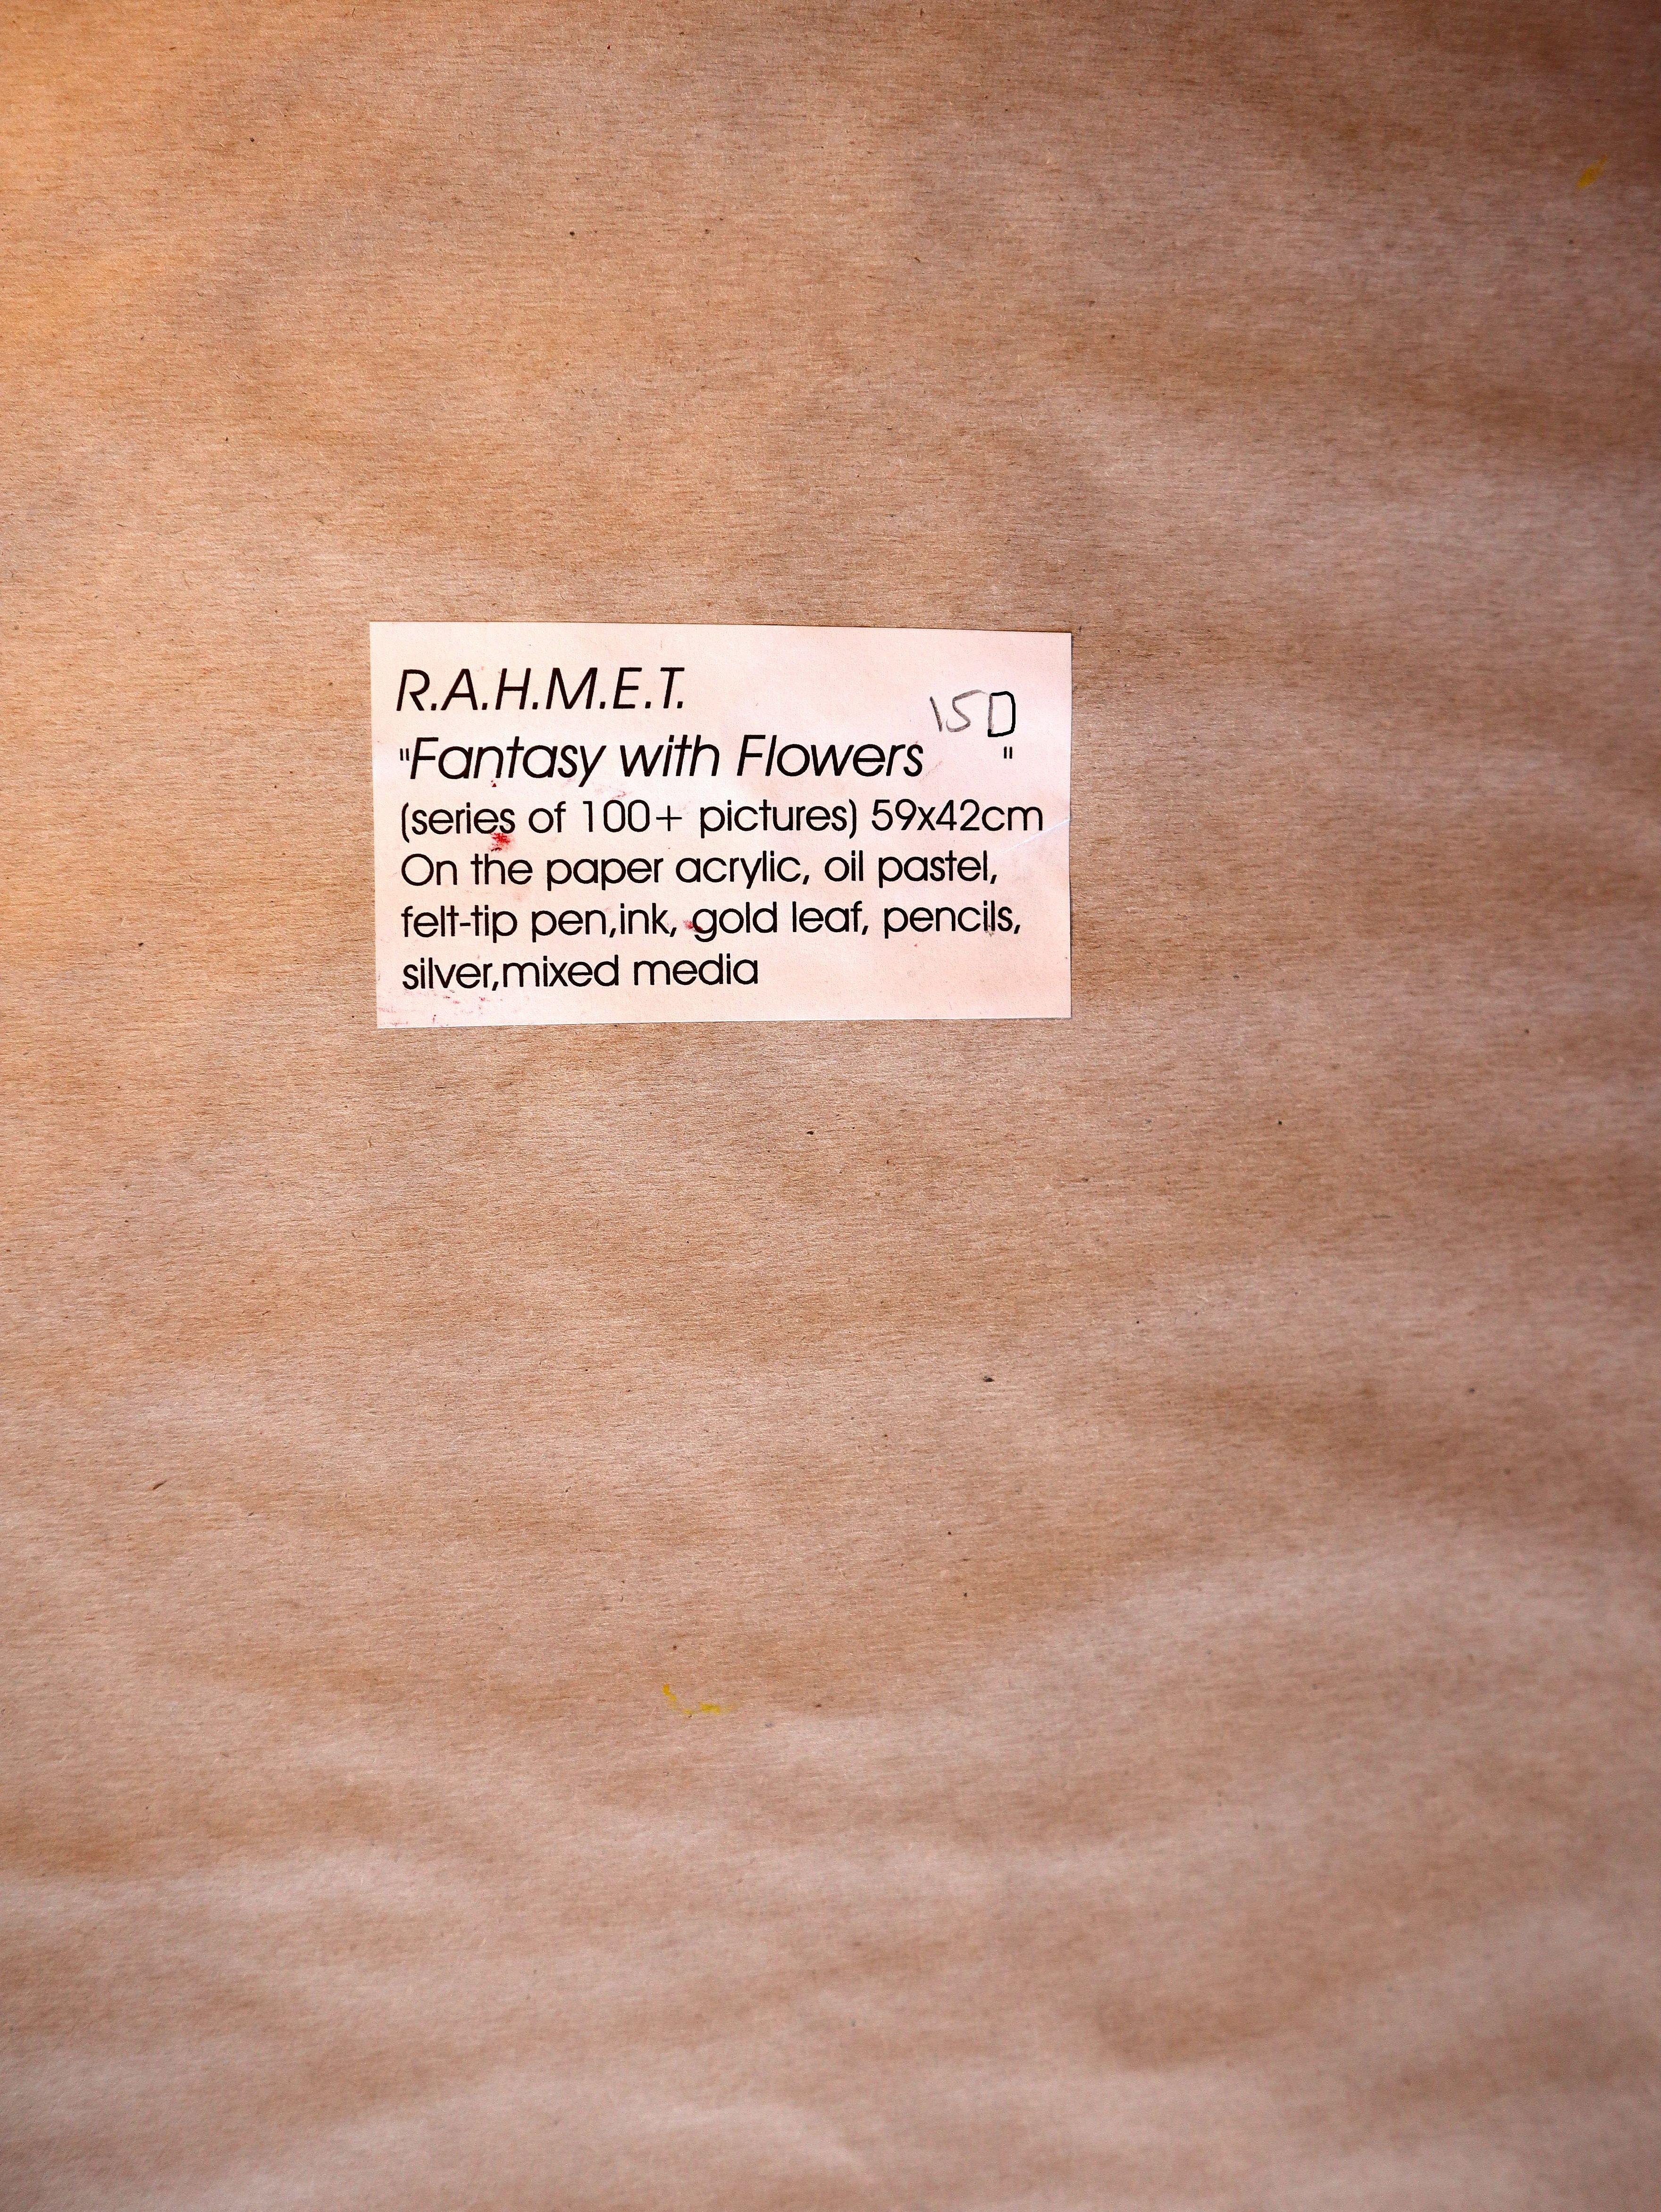 R.A.H.M.E.T.
"Fantasy with Flowers 150 "
(series of 100+ pictures) 59x42cm
On the paper acrylic, oil pastel,
felt-tip pen,ink, gold leaf, pencils,
silver,mixed media